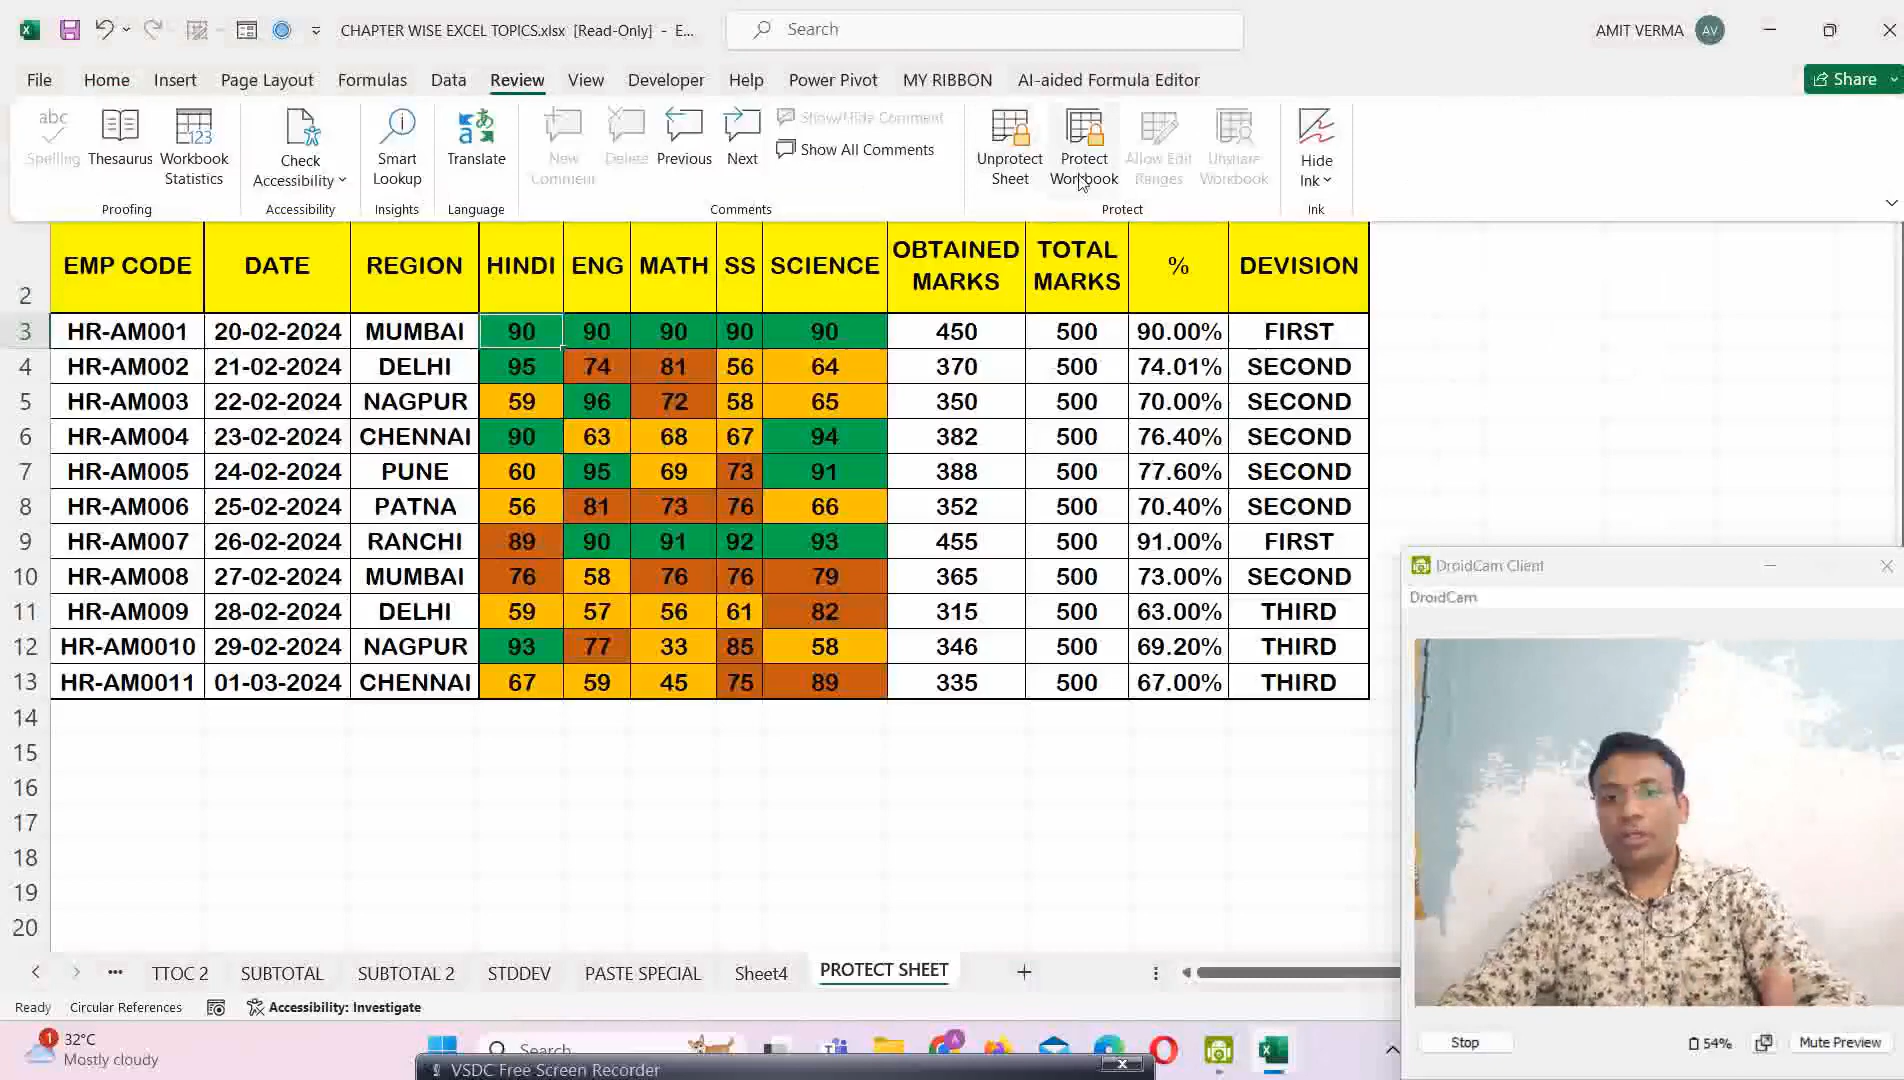 CHAPTER WISE EXCEL TOPICS.xlsx [Read-Only] - E...
Search
AMIT VERMA AV
File Home Insert Page Layout Formulas Data Review View Developer Help Power Pivot MY RIBBON AI-aided Formula Editor Share
abc
Spelling
Thesaurus
123
Workbook
Statistics
Proofing
Check
Accessibility
Accessibility
Smart
Lookup
Insights
Translate
Language
New
Comment
Delete
Previous
Next
Show/Hide Comment
Show All Comments
Comments
Unprotect
Sheet
Protect
Workbook
Allow Edit
Ranges
Unshare
Workbook
Protect
Hide
Ink
Ink
2 EMP CODE DATE REGION HINDI ENG MATH SS SCIENCE OBTAINED MARKS TOTAL MARKS % DEVISION
3 HR-AM001 20-02-2024 MUMBAI 90 90 90 90 90 450 500 90.00% FIRST
4 HR-AM002 21-02-2024 DELHI 95 74 81 56 64 370 500 74.01% SECOND
5 HR-AM003 22-02-2024 NAGPUR 59 96 72 58 65 350 500 70.00% SECOND
6 HR-AM004 23-02-2024 CHENNAI 90 63 68 67 94 382 500 76.40% SECOND
7 HR-AM005 24-02-2024 PUNE 60 95 69 73 91 388 500 77.60% SECOND
8 HR-AM006 25-02-2024 PATNA 56 81 73 76 66 352 500 70.40% SECOND
9 HR-AM007 26-02-2024 RANCHI 89 90 91 92 93 455 500 91.00% FIRST
10 HR-AM008 27-02-2024 MUMBAI 76 58 76 76 79 365 500 73.00% SECOND
11 HR-AM009 28-02-2024 DELHI 59 57 56 61 82 315 500 63.00% THIRD
12 HR-AM0010 29-02-2024 NAGPUR 93 77 33 85 58 346 500 69.20% THIRD
13 HR-AM0011 01-03-2024 CHENNAI 67 59 45 75 89 335 500 67.00% THIRD
14
15
16
17
18
19
20
DroidCam Client
DroidCam
Stop 54% Mute Preview
TTOC 2 SUBTOTAL SUBTOTAL 2 STDDEV PASTE SPECIAL Sheet4 PROTECT SHEET
Ready Circular References Accessibility: Investigate
1
32°C
Mostly cloudy
Search
VSDC Free Screen Recorder